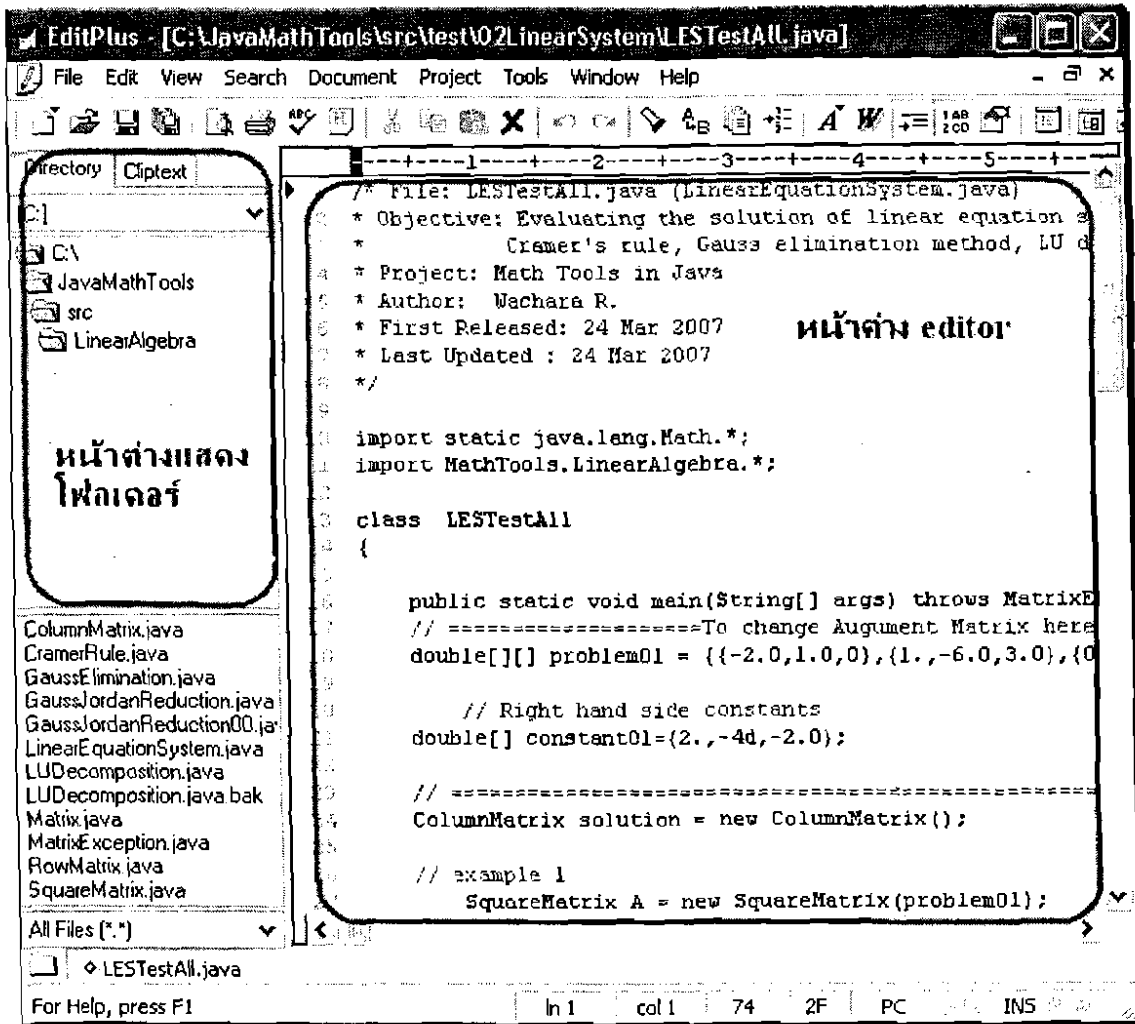 EditPlus - [C:\JavaMathTools\src\test\02LinearSystem\LESTestAll.java]
File Edit View Search Document Project Tools Window Help
Directory Cliptext
----+----1----+----2----+----3----+----4----+----5----+----
[C:]
C:\
JavaMathTools
src
LinearAlgebra
หน้าต่างแสดง
โฟลเดอร์
ColumnMatrix.java
CramerRule.java
GaussElimination.java
GaussJordanReduction.java
GaussJordanReduction00.ja
LinearEquationSystem.java
LUDecomposition.java
LUDecomposition.java.bak
Matrix.java
MatrixException.java
RowMatrix.java
SquareMatrix.java
All Files (*.*)
/* File: LESTestAll.java (LinearEquationSystem.java)
* Objective: Evaluating the solution of linear equation s
* Cramer's rule, Gauss elimination method, LU d
* Project: Math Tools in Java
* Author: Wachara R.
* First Released: 24 Mar 2007
* Last Updated : 24 Mar 2007
*/
หน้าต่าง editor
import static java.lang.Math.*;
import MathTools.LinearAlgebra.*;
class LESTestAll
{
public static void main(String[] args) throws MatrixE
// =====================To change Augument Matrix here
double[][] problem01 = {{-2.0,1.0,0},{1.,-6.0,3.0},{0
// Right hand side constants
double[] constant01={2.,-4d,-2.0};
// ==================================================
ColumnMatrix solution = new ColumnMatrix();
// example 1
SquareMatrix A = new SquareMatrix(problem01);
LESTestAll.java
For Help, press F1 ln 1 col 1 74 2F PC INS